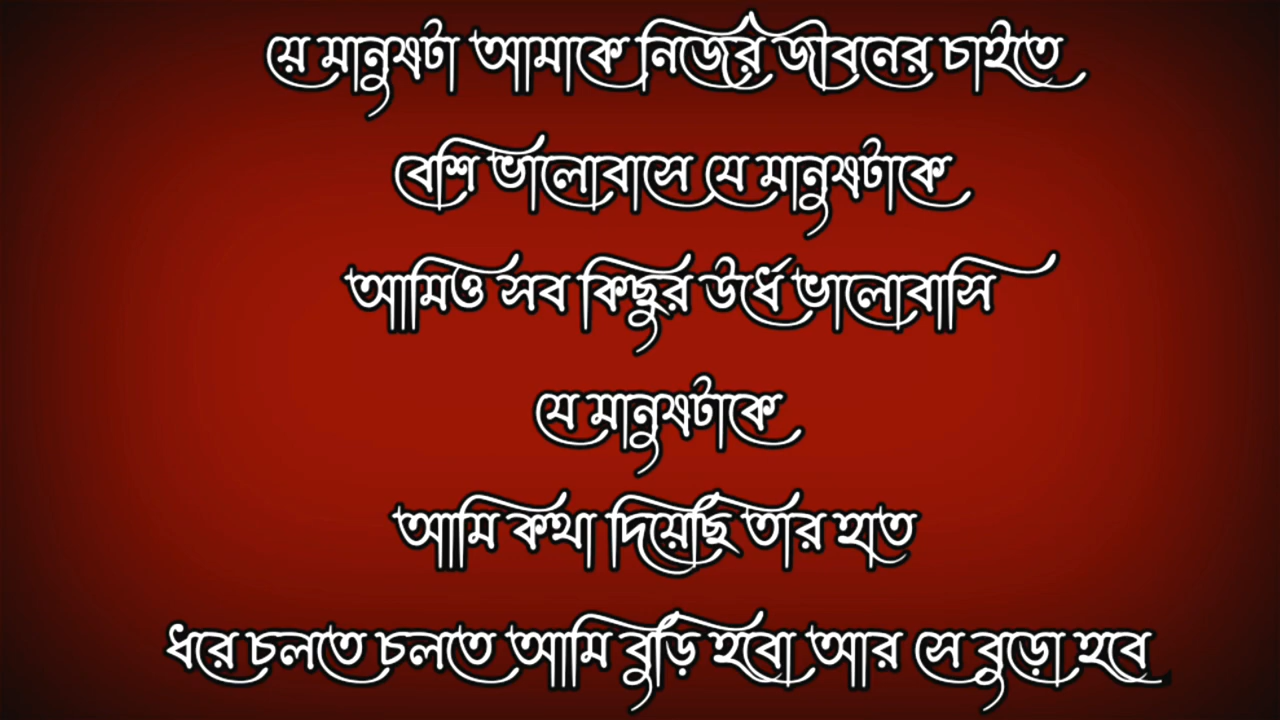 যে মানুষটা আমাকে নিজের জীবনের চাইতে
বেশি ভালোবাসে যে মানুষটাকে
আমিও সব কিছুর উর্ধে ভালোবাসি
যে মানুষটাকে
আমি কথা দিয়েছি তার হাত
ধরে চলতে চলতে আমি বুড়ি হবো আর সে বুড়ো হবে